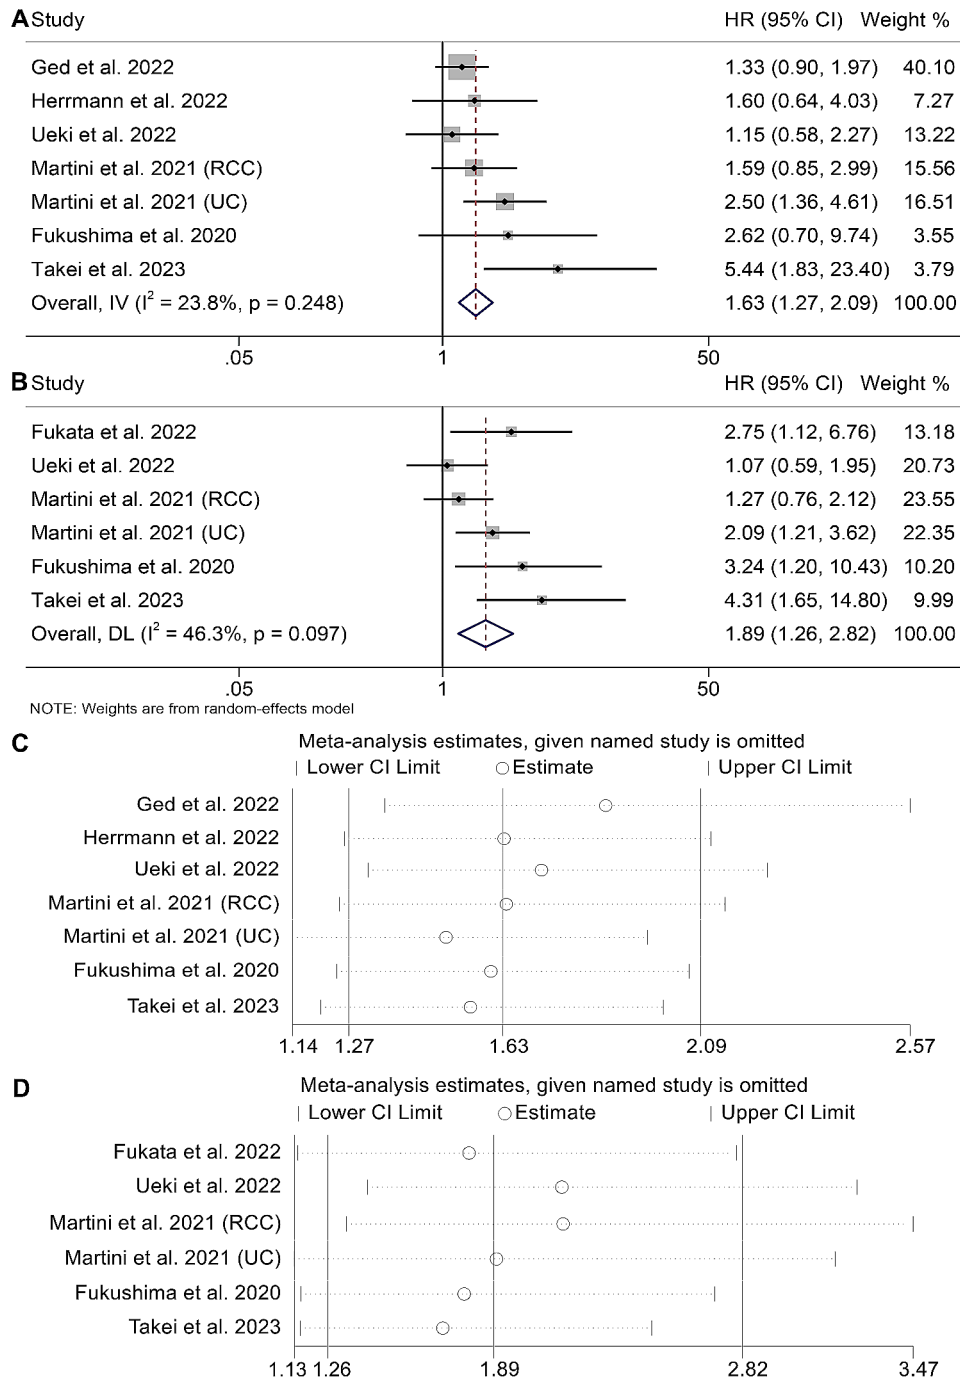 A Study HR (95% CI) Weight %
Ged et al. 2022 1.33 (0.90, 1.97) 40.10
Herrmann et al. 2022 1.60 (0.64, 4.03) 7.27
Ueki et al. 2022 1.15 (0.58, 2.27) 13.22
Martini et al. 2021 (RCC) 1.59 (0.85, 2.99) 15.56
Martini et al. 2021 (UC) 2.50 (1.36, 4.61) 16.51
Fukushima et al. 2020 2.62 (0.70, 9.74) 3.55
Takei et al. 2023 5.44 (1.83, 23.40) 3.79
Overall, IV (I² = 23.8%, p = 0.248) 1.63 (1.27, 2.09) 100.00
.05 1 50
B Study HR (95% CI) Weight %
Fukata et al. 2022 2.75 (1.12, 6.76) 13.18
Ueki et al. 2022 1.07 (0.59, 1.95) 20.73
Martini et al. 2021 (RCC) 1.27 (0.76, 2.12) 23.55
Martini et al. 2021 (UC) 2.09 (1.21, 3.62) 22.35
Fukushima et al. 2020 3.24 (1.20, 10.43) 10.20
Takei et al. 2023 4.31 (1.65, 14.80) 9.99
Overall, DL (I² = 46.3%, p = 0.097) 1.89 (1.26, 2.82) 100.00
.05 1 50
NOTE: Weights are from random-effects model
C Meta-analysis estimates, given named study is omitted
Lower CI Limit Estimate Upper CI Limit
Ged et al. 2022
Herrmann et al. 2022
Ueki et al. 2022
Martini et al. 2021 (RCC)
Martini et al. 2021 (UC)
Fukushima et al. 2020
Takei et al. 2023
1.14 1.27 1.63 2.09 2.57
D Meta-analysis estimates, given named study is omitted
Lower CI Limit Estimate Upper CI Limit
Fukata et al. 2022
Ueki et al. 2022
Martini et al. 2021 (RCC)
Martini et al. 2021 (UC)
Fukushima et al. 2020
Takei et al. 2023
1.13 1.26 1.89 2.82 3.47